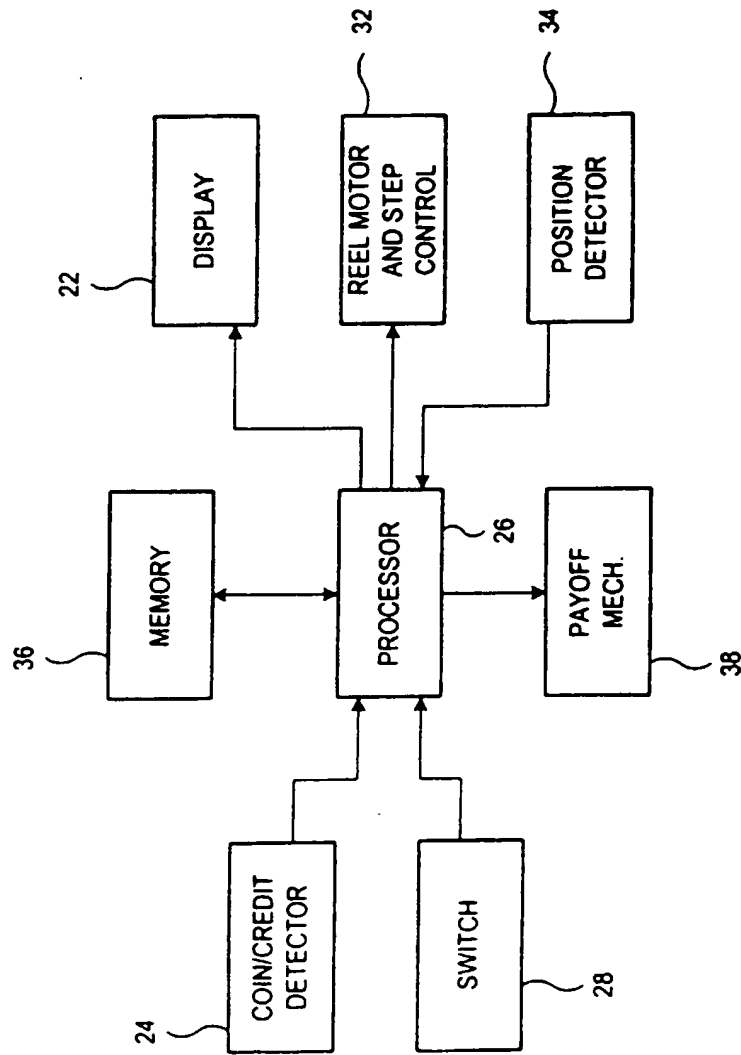 36
MEMORY
22
DISPLAY
24
COIN/CREDIT
DETECTOR
PROCESSOR
26
REEL MOTOR
AND STEP
CONTROL
32
SWITCH
28
PAYOFF
MECH.
38
POSITION
DETECTOR
34